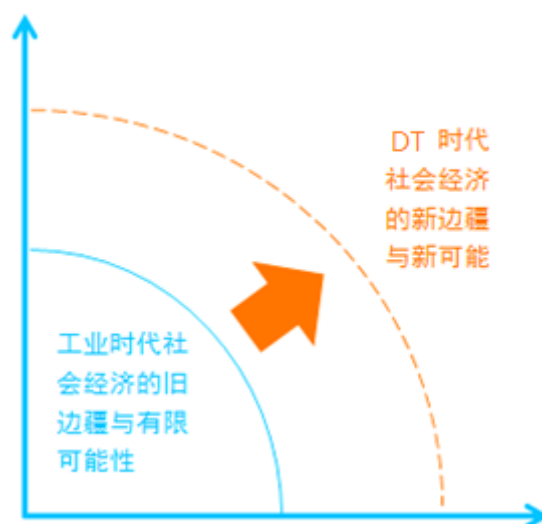 DT 时代
社会经济
的新边疆
与新可能
工业时代社
会经济的旧
边疆与有限
可能性